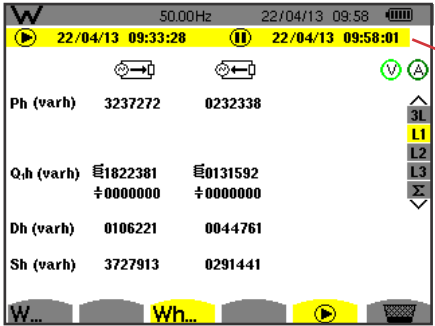 W 50.00Hz 22/04/13 09:58
22/04/13 09:33:28 22/04/13 09:58:01
V A
Ph (varh) 3237272 0232338
3L
L1
L2
L3
Σ
Q₁h (varh) 1822381 0131592
0000000 0000000
Dh (varh) 0106221 0044761
Sh (varh) 3727913 0291441
W... Wh...